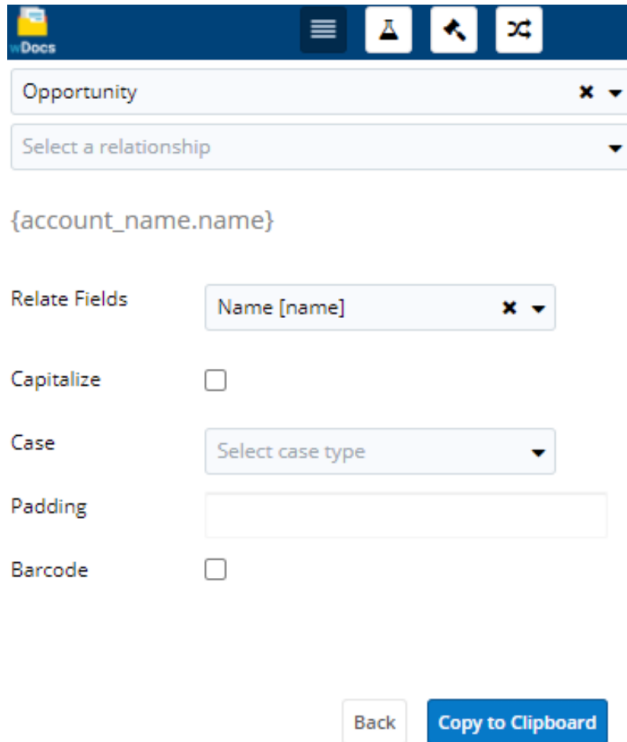 wDocs
Opportunity
Select a relationship
{account_name.name}
Relate Fields
Name [name]
Capitalize
Case
Select case type
Padding
Barcode
Back
Copy to Clipboard